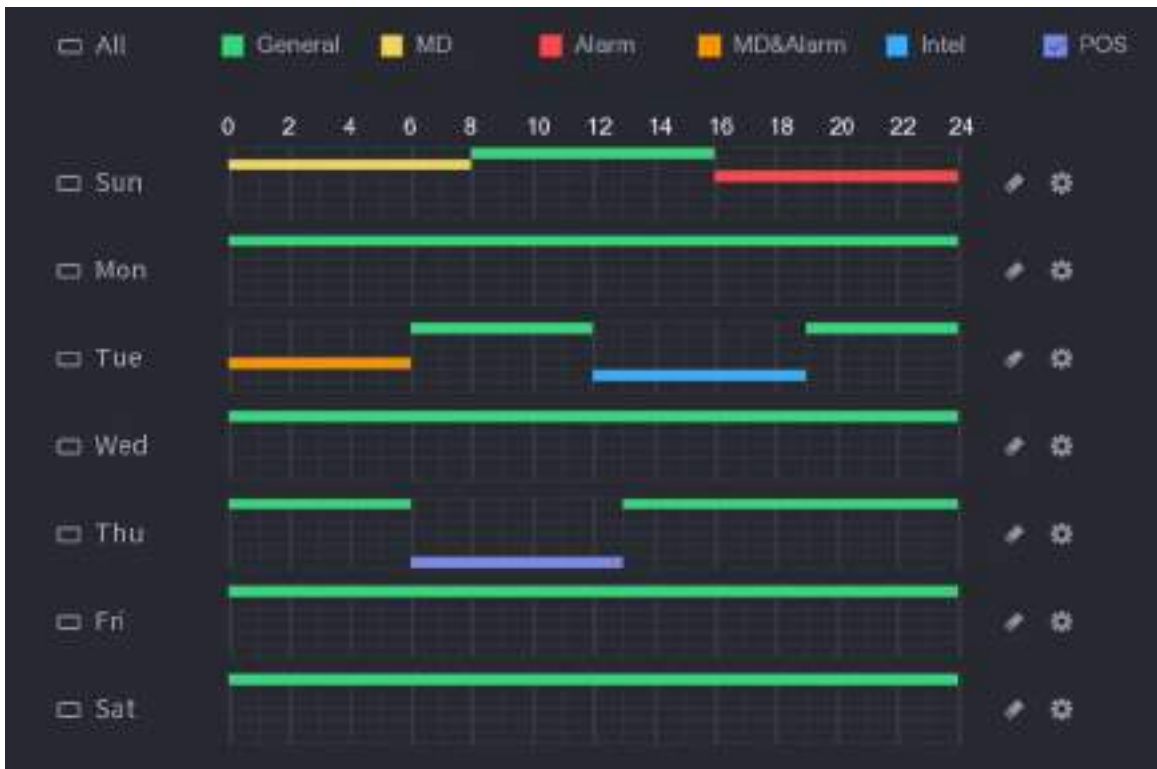 All General MD Alarm MD&Alarm Intel POS
0 2 4 6 8 10 12 14 16 18 20 22 24
Sun
Mon
Tue
Wed
Thu
Fri
Sat